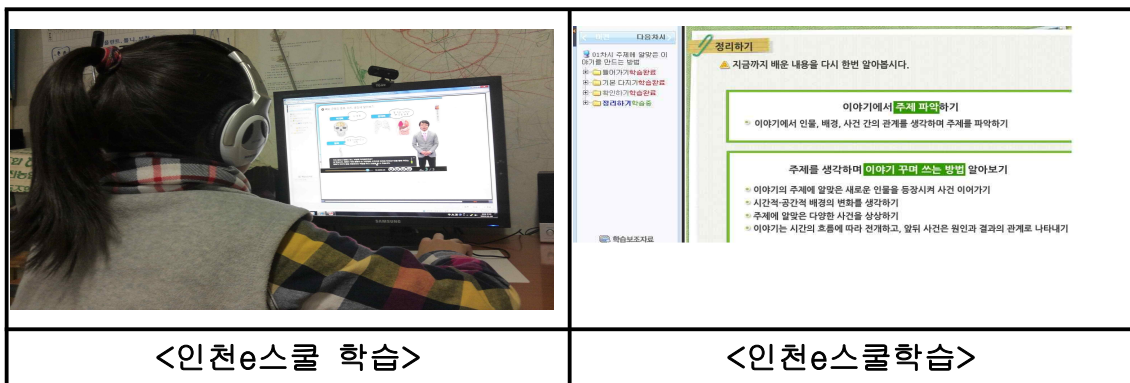 다음차시
01차시 주제에 알맞은 이
야기를 만드는 방법
들어가기학습완료
기본 다지기학습완료
확인하기학습완료
정리하기학습중
학습보조자료
정리하기
지금까지 배운 내용을 다시 한번 알아봅시다.
이야기에서 주제 파악하기
이야기에서 인물, 배경, 사건 간의 관계를 생각하며 주제를 파악하기
주제를 생각하며 이야기 꾸며 쓰는 방법 알아보기
이야기의 주제에 알맞은 새로운 인물을 등장시켜 사건 이어가기
시간적·공간적 배경의 변화를 생각하기
주제에 알맞은 다양한 사건을 상상하기
이야기는 시간의 흐름에 따라 전개하고, 앞뒤 사건은 원인과 결과의 관계로 나타내기
SAMSUNG
<인천e스쿨 학습>
<인천e스쿨학습>